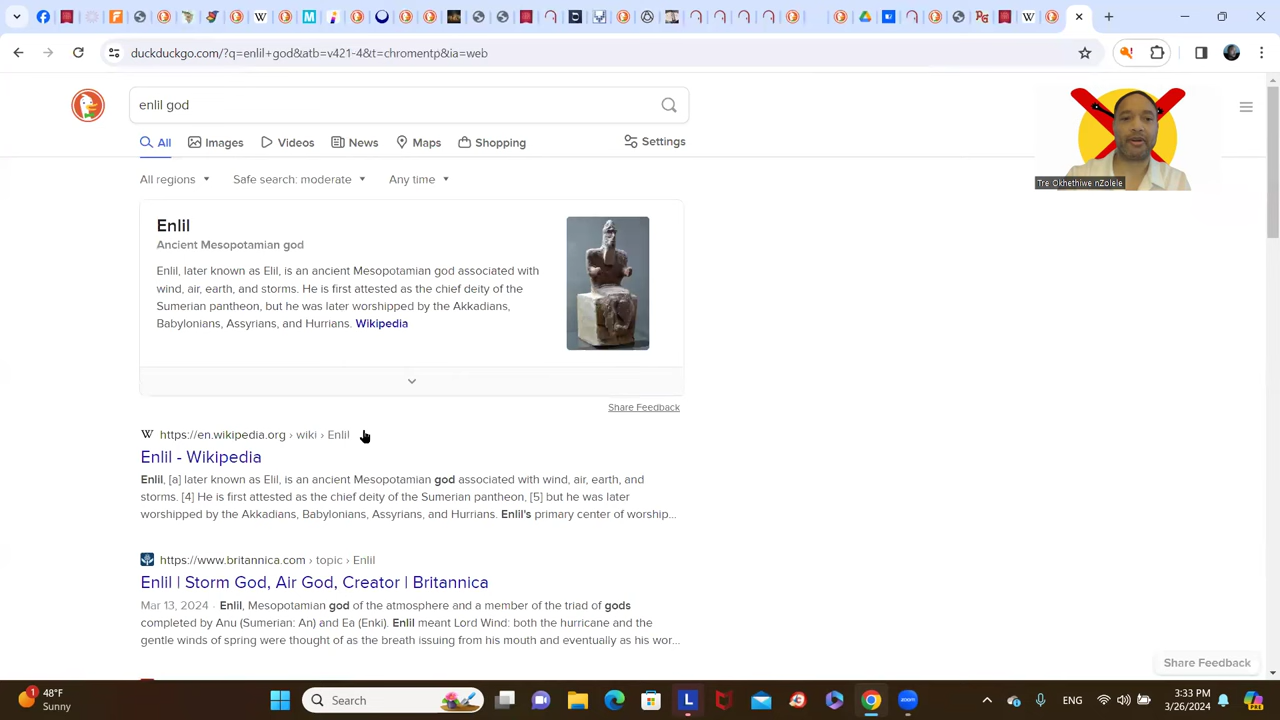 duckduckgo.com/?q=enlil+god&atb=v421-4&t=chromentp&ia=web
enlil god
All
Images
Videos
News
Maps
Shopping
Settings
Tre Okhethiwe nZolele
All regions
Safe search: moderate
Any time
Enlil
Ancient Mesopotamian god
Enlil, later known as Elil, is an ancient Mesopotamian god associated with
wind, air, earth, and storms. He is first attested as the chief deity of the
Sumerian pantheon, but he was later worshipped by the Akkadians,
Babylonians, Assyrians, and Hurrians. Wikipedia
Share Feedback
W https://en.wikipedia.org › wiki › Enlil
Enlil - Wikipedia
Enlil, [a] later known as Elil, is an ancient Mesopotamian god associated with wind, air, earth, and
storms. [4] He is first attested as the chief deity of the Sumerian pantheon, [5] but he was later
worshipped by the Akkadians, Babylonians, Assyrians, and Hurrians. Enlil's primary center of worship...
https://www.britannica.com › topic › Enlil
Enlil | Storm God, Air God, Creator | Britannica
Mar 13, 2024 · Enlil, Mesopotamian god of the atmosphere and a member of the triad of gods
completed by Anu (Sumerian: An) and Ea (Enki). Enlil meant Lord Wind: both the hurricane and the
gentle winds of spring were thought of as the breath issuing from his mouth and eventually as his wor...
Share Feedback
1
48°F
Sunny
Search
L
ENG
3:33 PM
3/26/2024